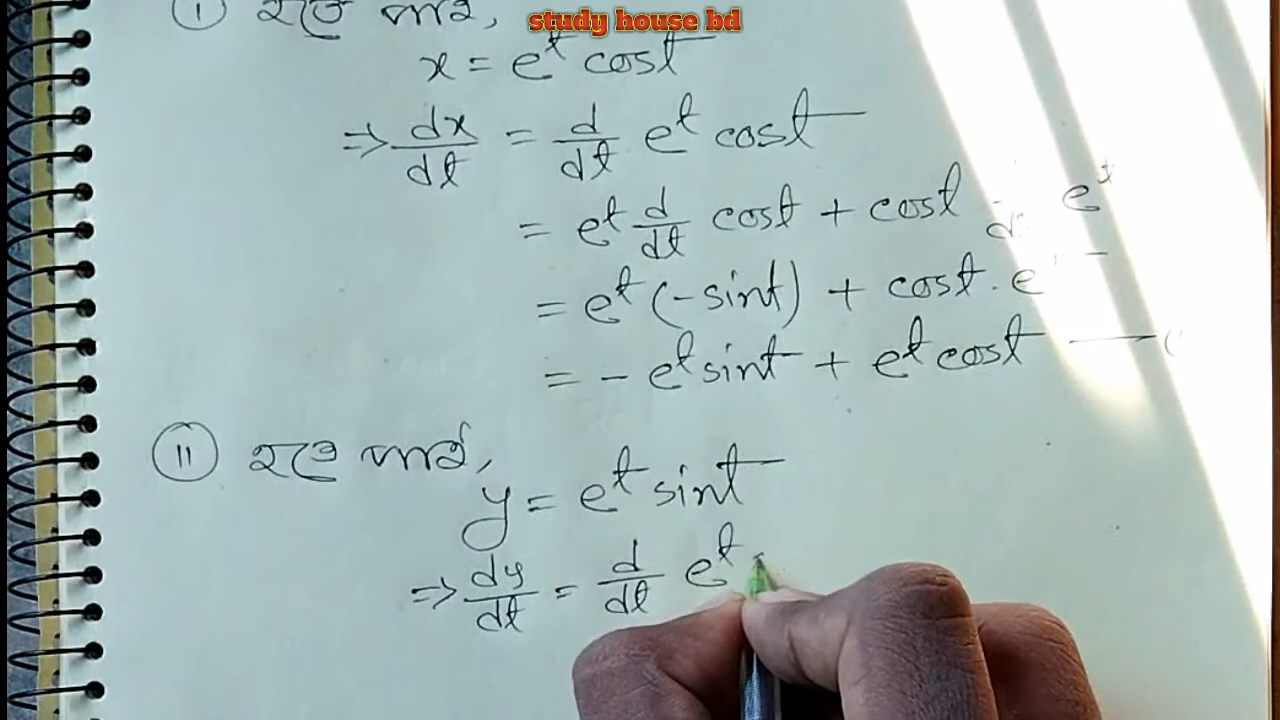 study house bd
① হতে পাই,
x = e^t cost
⇒ dx/dt = d/dt e^t cost
= e^t d/dt cost + cost e^t
= e^t (-sint) + cost . e
= - e^t sint + e^t cost — (
⑪ হতে পাই,
y = e^t sint
⇒ dy/dt = d/dt e^t